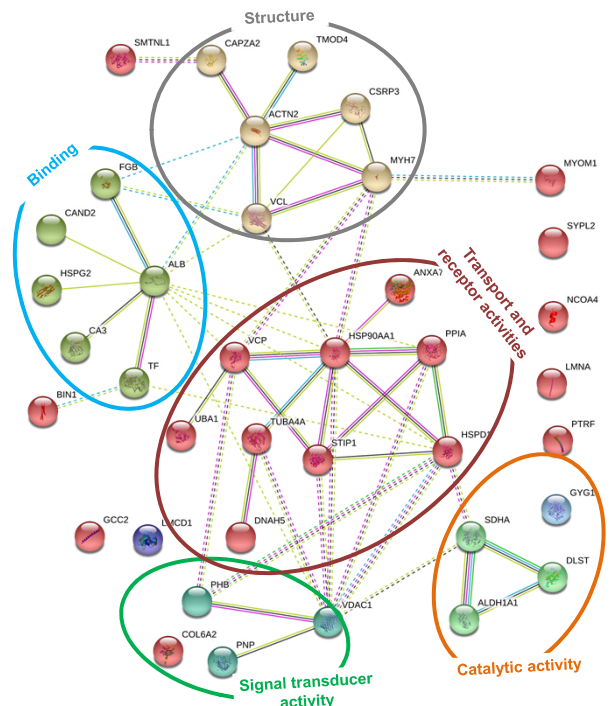 Structure
SMTNL1
CAPZA2
TMOD4
CSRP3
ACTN2
MYH7
VCL
Binding
FGB
CAND2
ALB
HSPG2
CA3
TF
BIN1
MYOM1
SYPL2
NCOA4
LMNA
PTRF
Transport and
receptor activities
ANXA7
VCP
HSP90AA1
PPIA
UBA1
TUBA4A
STIP1
HSPD1
DNAH5
GCC2
LMCD1
GYG1
SDHA
DLST
ALDH1A1
Catalytic activity
PHB
VDAC1
COL6A2
PNP
Signal transducer
activity